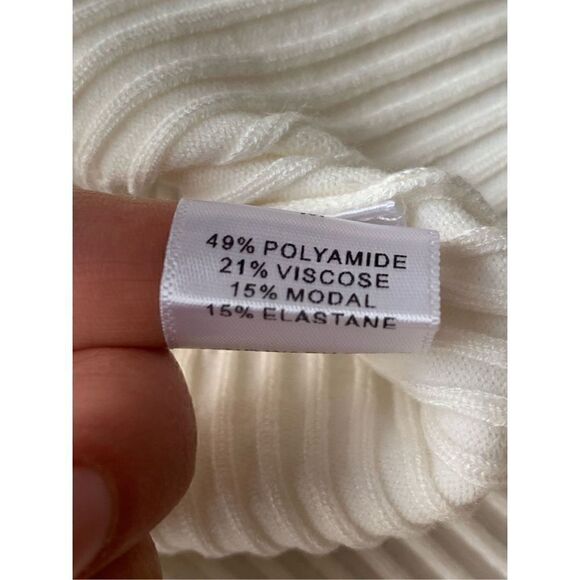 49% POLYAMIDE
21% VISCOSE
15% MODAL
15% ELASTANE